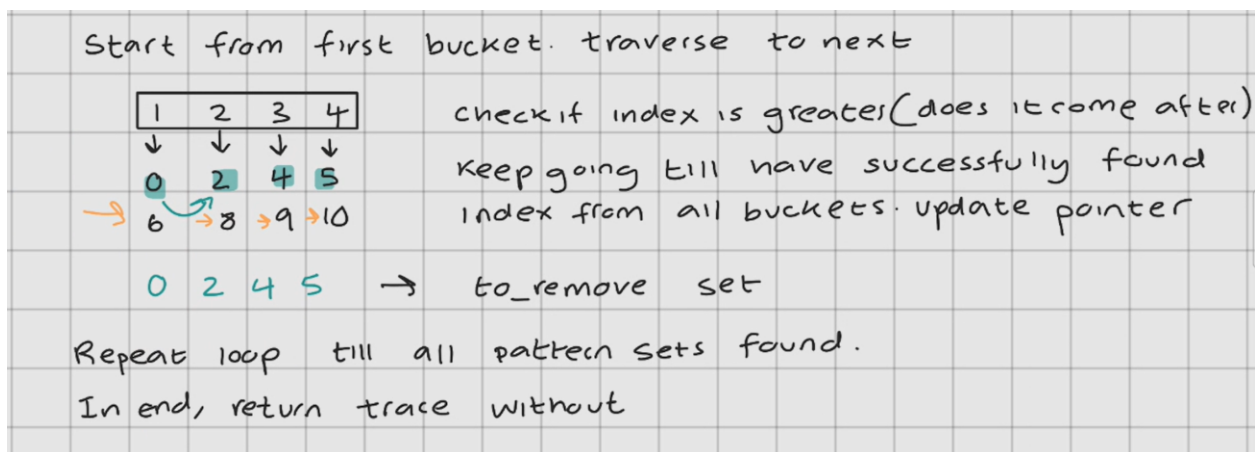 Start from first bucket. traverse to next
1 2 3 4
check if index is greater(does it come after)
0 2 4 5
keep going till have successfully found
6 8 9 10
index from all buckets. update pointer
0 2 4 5 → to_remove set
Repeat loop till all pattern sets found.
In end, return trace without